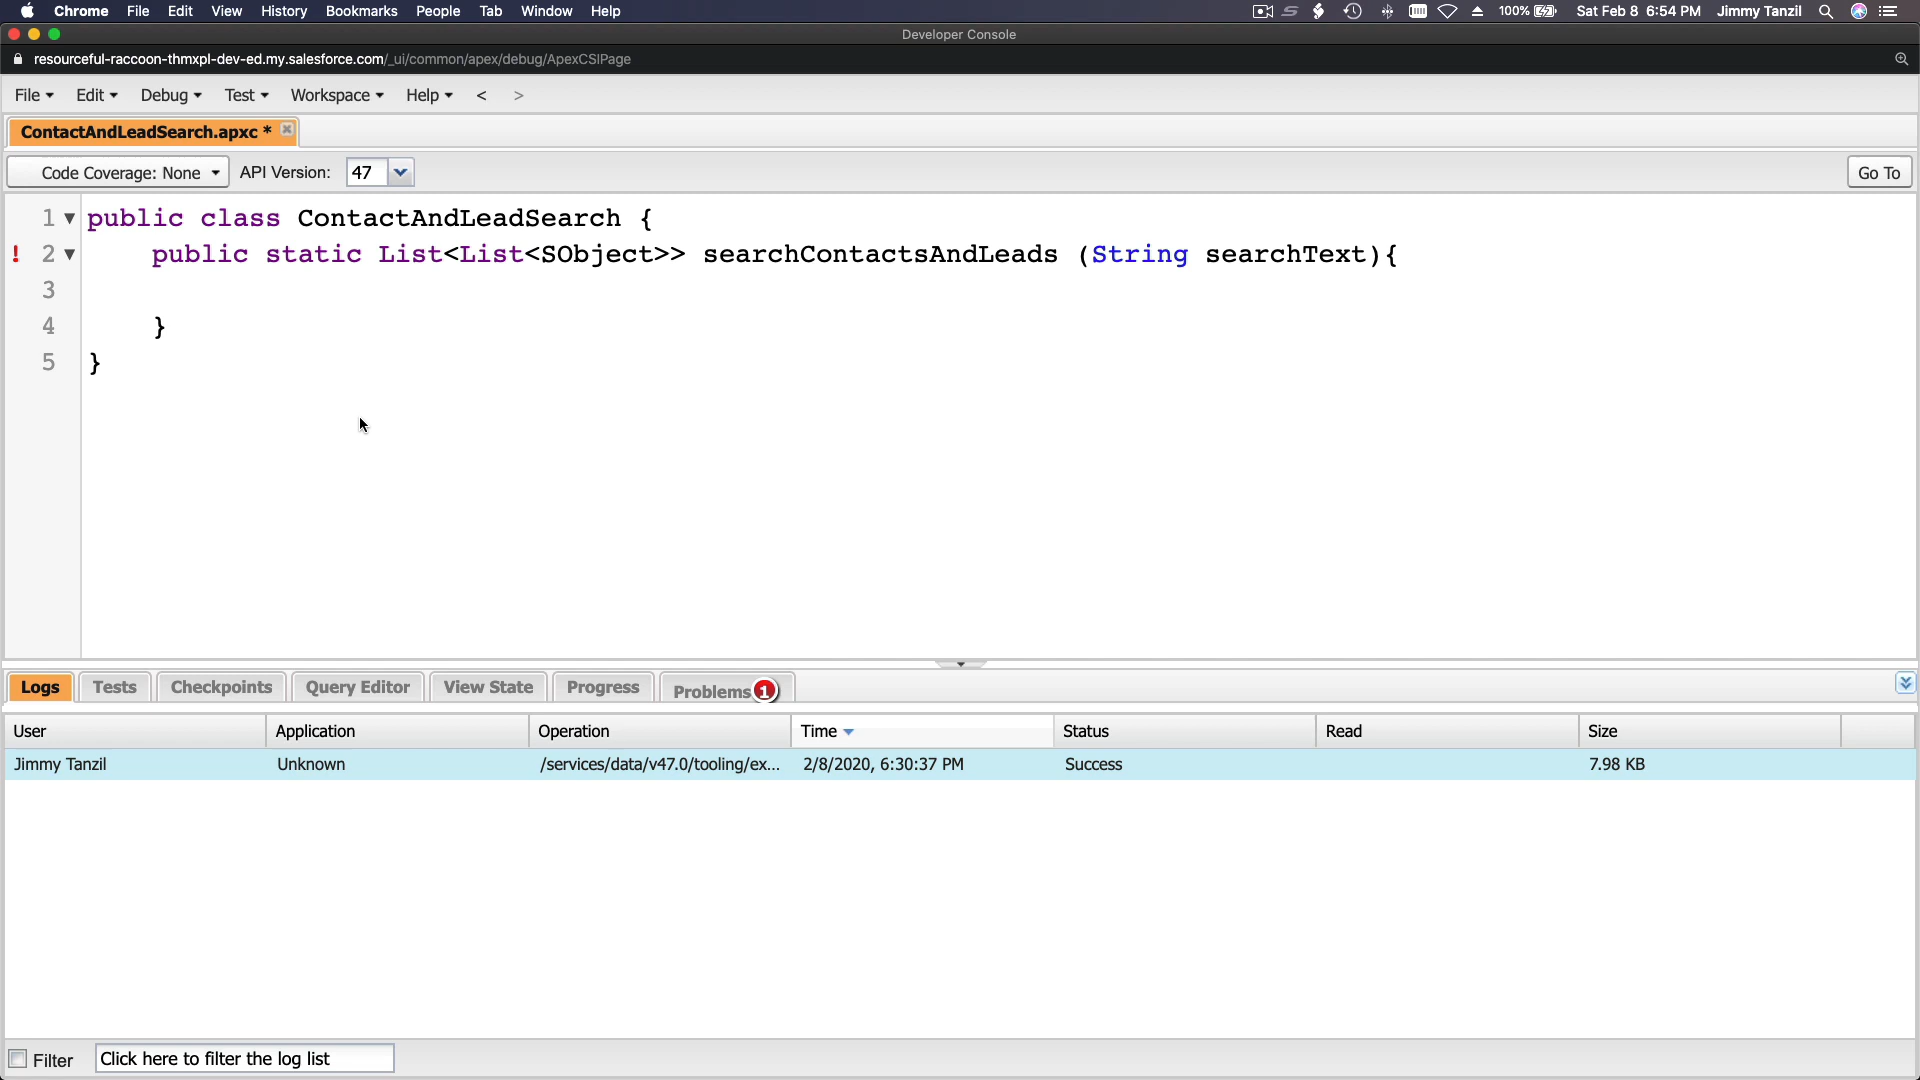 Chrome File Edit View History Bookmarks People Tab Window Help 100% Sat Feb 8 6:54 PM Jimmy Tanzil
Developer Console
resourceful-raccoon-thmxpl-dev-ed.my.salesforce.com/_ui/common/apex/debug/ApexCSIPage
File Edit Debug Test Workspace Help < >
ContactAndLeadSearch.apxc *
Code Coverage: None API Version: 47 Go To
1 public class ContactAndLeadSearch {
! 2 public static List<List<SObject>> searchContactsAndLeads (String searchText){
3
4 }
5 }
Logs Tests Checkpoints Query Editor View State Progress Problems 1
User Application Operation Time Status Read Size
Jimmy Tanzil Unknown /services/data/v47.0/tooling/ex... 2/8/2020, 6:30:37 PM Success 7.98 KB
Filter Click here to filter the log list